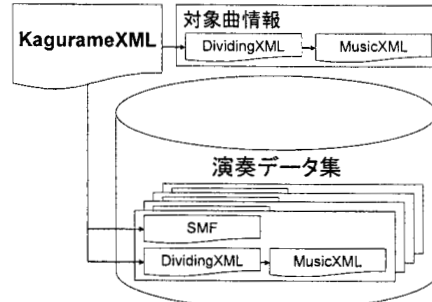 対象曲情報
KagurameXML
DividingXML
MusicXML
演奏データ集
SMF
DividingXML
MusicXML